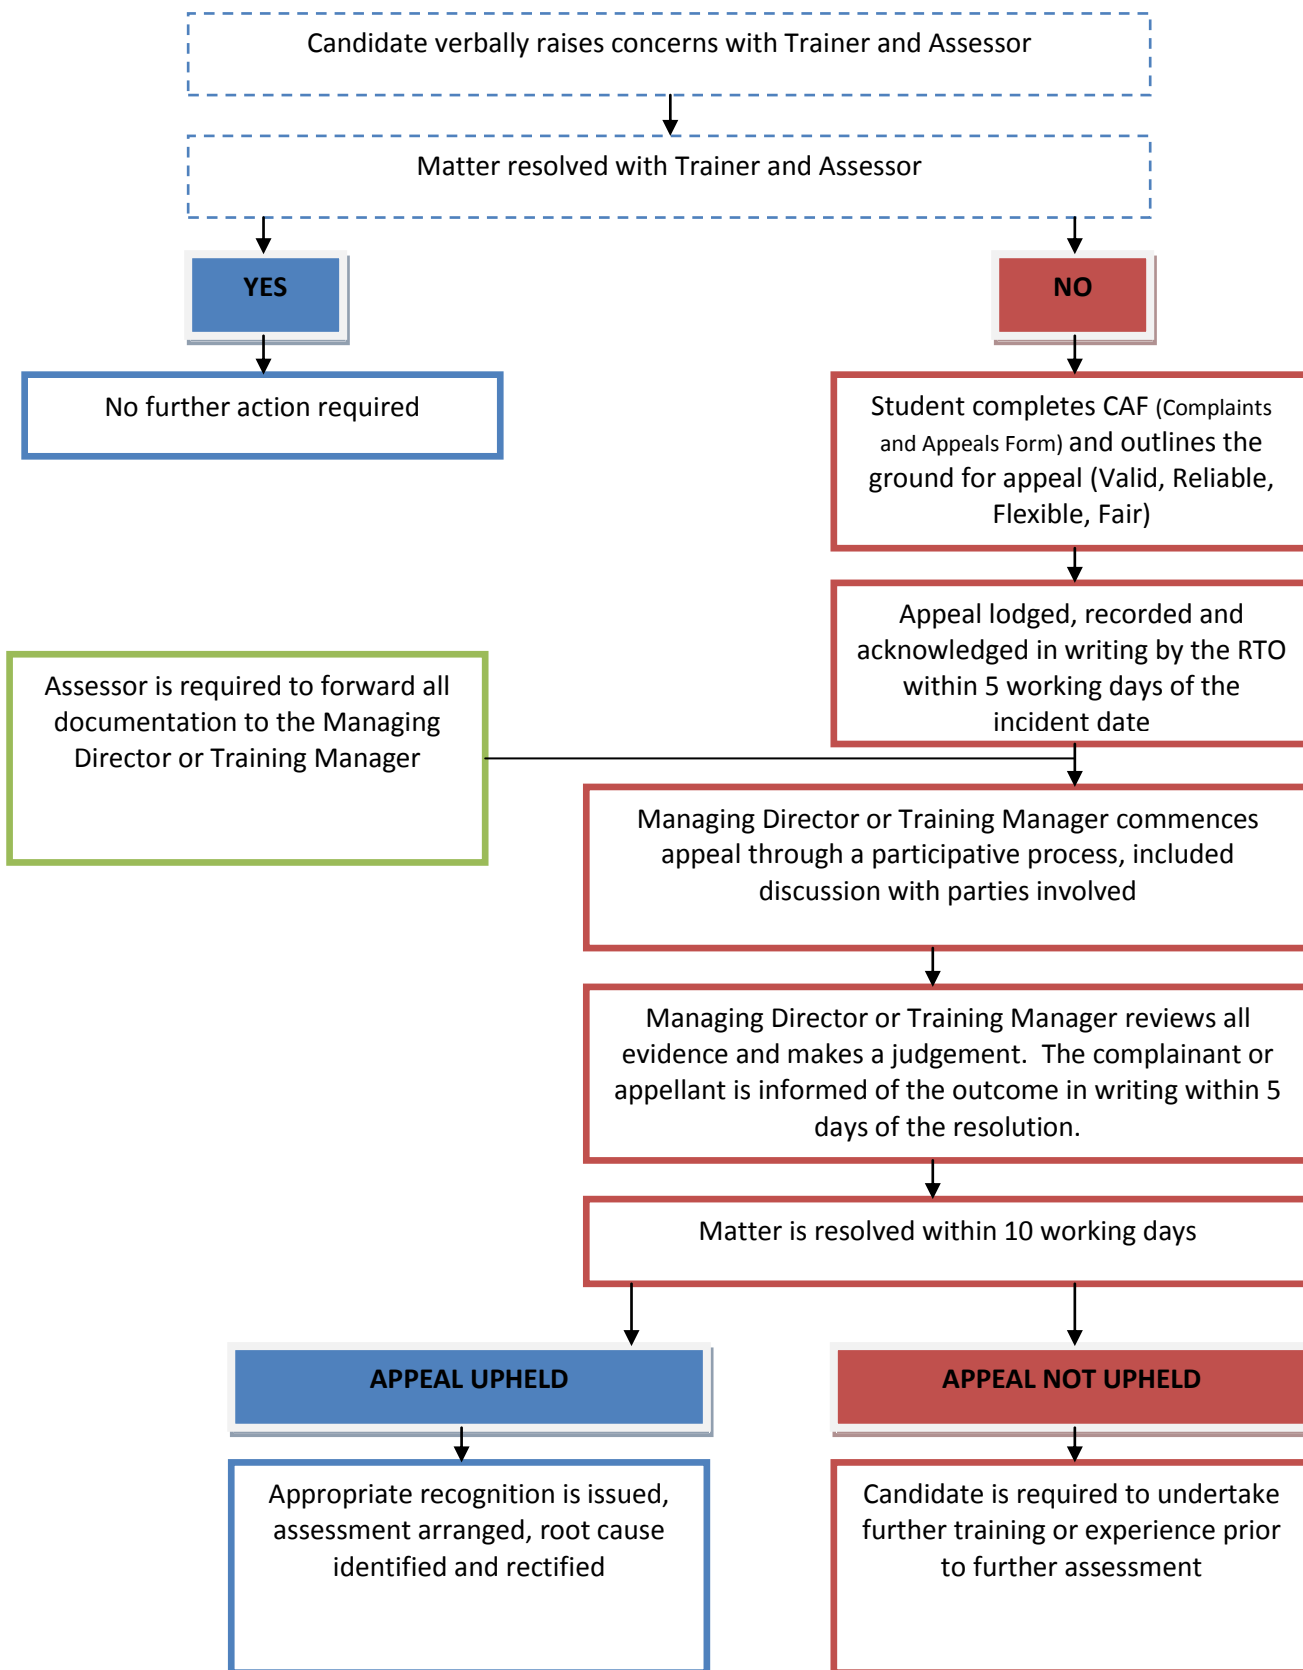 Candidate verbally raises concerns with Trainer and Assessor
Matter resolved with Trainer and Assessor
YES
NO
No further action required
Student completes CAF (Complaints
and Appeals Form) and outlines the
ground for appeal (Valid, Reliable,
Flexible, Fair)
Appeal lodged, recorded and
acknowledged in writing by the RTO
within 5 working days of the
incident date
Assessor is required to forward all
documentation to the Managing
Director or Training Manager
Managing Director or Training Manager commences
appeal through a participative process, included
discussion with parties involved
Managing Director or Training Manager reviews all
evidence and makes a judgement.  The complainant or
appellant is informed of the outcome in writing within 5
days of the resolution.
Matter is resolved within 10 working days
APPEAL UPHELD
APPEAL NOT UPHELD
Appropriate recognition is issued,
assessment arranged, root cause
identified and rectified
Candidate is required to undertake
further training or experience prior
to further assessment